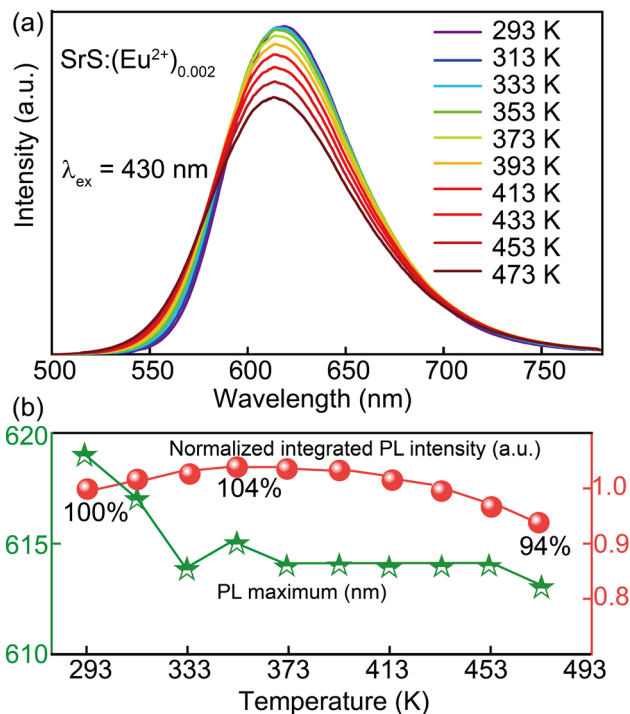 (a)
SrS:(Eu²⁺)₀.₀₀₂
λₑₓ = 430 nm
293 K
313 K
333 K
353 K
373 K
393 K
413 K
433 K
453 K
473 K
Intensity (a.u.)
500 550 600 650 700 750
Wavelength (nm)
(b)
620
615
610
Normalized integrated PL intensity (a.u.)
100%
104%
94%
PL maximum (nm)
1.0
0.9
0.8
293 333 373 413 453 493
Temperature (K)